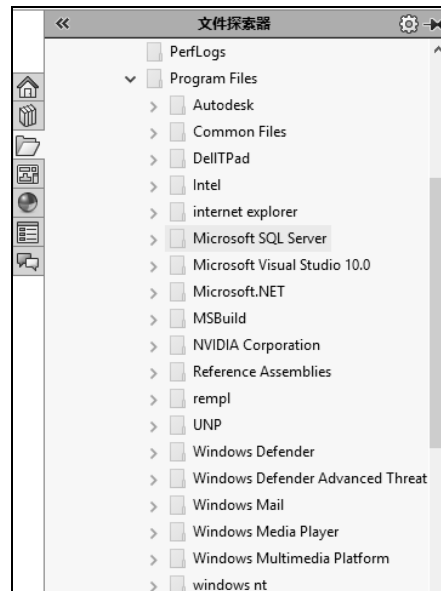 文件探索器
PerfLogs
Program Files
Autodesk
Common Files
DellTPad
Intel
internet explorer
Microsoft SQL Server
Microsoft Visual Studio 10.0
Microsoft.NET
MSBuild
NVIDIA Corporation
Reference Assemblies
rempl
UNP
Windows Defender
Windows Defender Advanced Threat
Windows Mail
Windows Media Player
Windows Multimedia Platform
windows nt